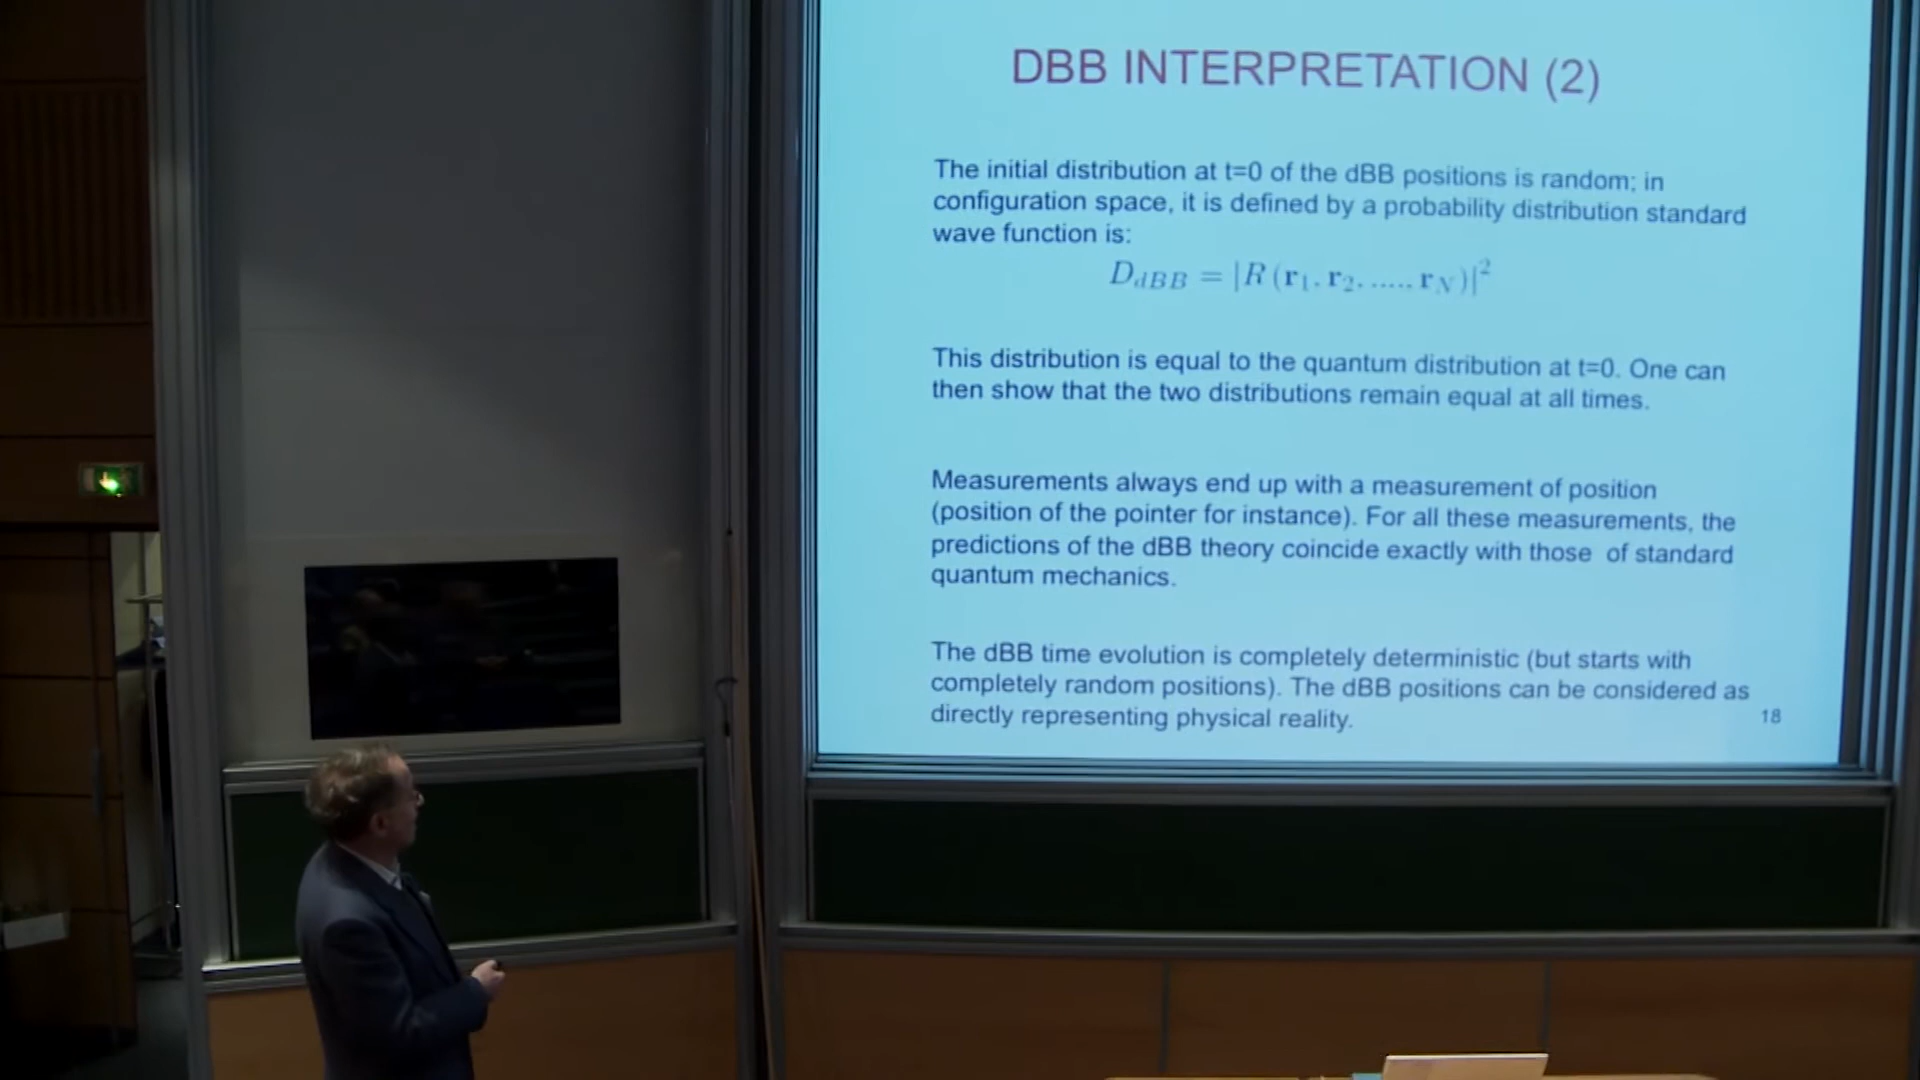 DBB INTERPRETATION (2)
The initial distribution at t=0 of the dBB positions is random; in
configuration space, it is defined by a probability distribution standard
wave function is:
D_{dBB} = |R (r_1, r_2, ..... r_N)|^2
This distribution is equal to the quantum distribution at t=0. One can
then show that the two distributions remain equal at all times.
Measurements always end up with a measurement of position
(position of the pointer for instance). For all these measurements, the
predictions of the dBB theory coincide exactly with those of standard
quantum mechanics.
The dBB time evolution is completely deterministic (but starts with
completely random positions). The dBB positions can be considered as
directly representing physical reality.
18